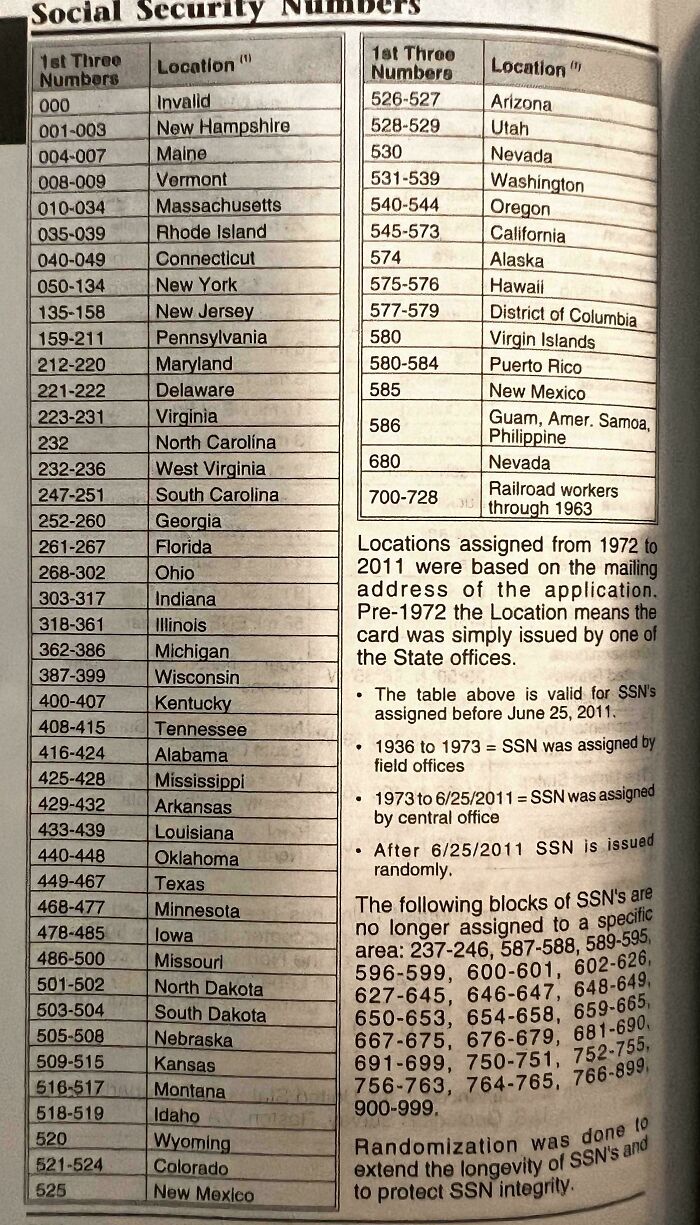 Social Security Numbers
1st Three Numbers Location (1)
000 Invalid
001-003 New Hampshire
004-007 Maine
008-009 Vermont
010-034 Massachusetts
035-039 Rhode Island
040-049 Connecticut
050-134 New York
135-158 New Jersey
159-211 Pennsylvania
212-220 Maryland
221-222 Delaware
223-231 Virginia
232 North Carolina
232-236 West Virginia
247-251 South Carolina
252-260 Georgia
261-267 Florida
268-302 Ohio
303-317 Indiana
318-361 Illinois
362-386 Michigan
387-399 Wisconsin
400-407 Kentucky
408-415 Tennessee
416-424 Alabama
425-428 Mississippi
429-432 Arkansas
433-439 Louisiana
440-448 Oklahoma
449-467 Texas
468-477 Minnesota
478-485 Iowa
486-500 Missouri
501-502 North Dakota
503-504 South Dakota
505-508 Nebraska
509-515 Kansas
516-517 Montana
518-519 Idaho
520 Wyoming
521-524 Colorado
525 New Mexico
1st Three Numbers Location (1)
526-527 Arizona
528-529 Utah
530 Nevada
531-539 Washington
540-544 Oregon
545-573 California
574 Alaska
575-576 Hawaii
577-579 District of Columbia
580 Virgin Islands
580-584 Puerto Rico
585 New Mexico
586 Guam, Amer. Samoa,
Philippine
680 Nevada
700-728 Railroad workers
through 1963
Locations assigned from 1972 to
2011 were based on the mailing
address of the application.
Pre-1972 the Location means the
card was simply issued by one of
the State offices.
• The table above is valid for SSN's
assigned before June 25, 2011.
• 1936 to 1973 = SSN was assigned by
field offices
• 1973 to 6/25/2011 = SSN was assigned
by central office
• After 6/25/2011 SSN is issued
randomly.
The following blocks of SSN's are
no longer assigned to a specific
area: 237-246, 587-588, 589-595,
596-599, 600-601, 602-626,
627-645, 646-647, 648-649,
650-653, 654-658, 659-665,
667-675, 676-679, 681-690,
691-699, 750-751, 752-755,
756-763, 764-765, 766-899,
900-999.
Randomization was done to
extend the longevity of SSN's and
to protect SSN integrity.